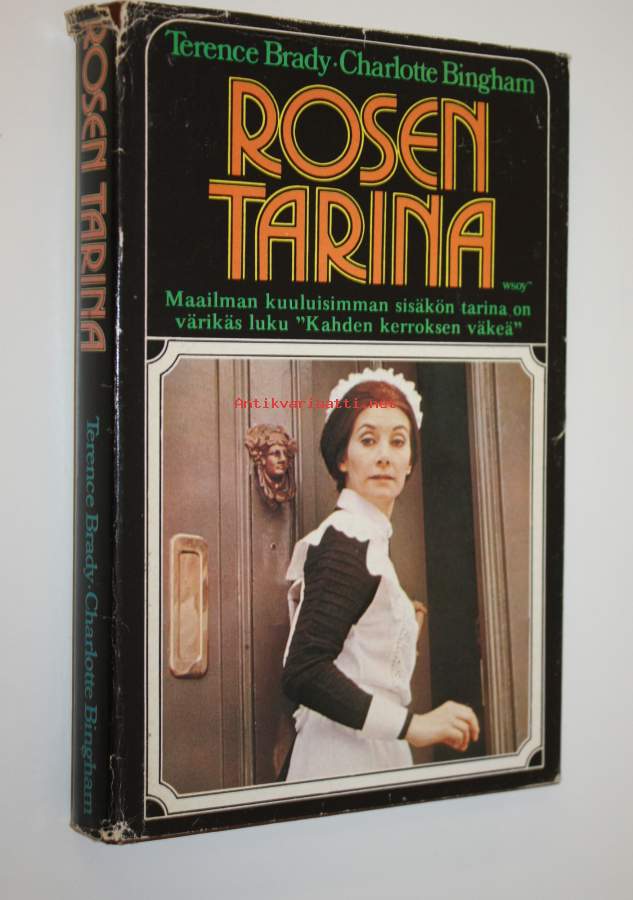 Terence Brady · Charlotte Bingham
ROSEN
TARINA
wsoy
Maailman kuuluisimman sisäkön tarina on
värikäs luku ”Kahden kerroksen väkeä”
Antikvariaatti.net
ROSEN TARINA
Terence Brady · Charlotte Bingham